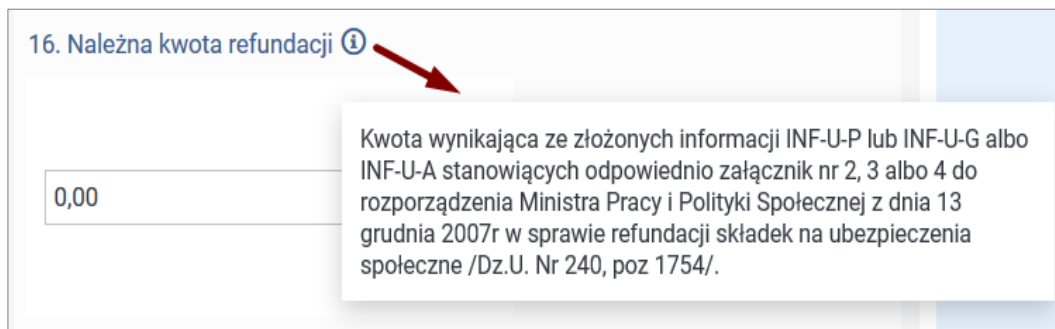 16. Należna kwota refundacji
Kwota wynikająca ze złożonych informacji INF-U-P lub INF-U-G albo
INF-U-A stanowiących odpowiednio załącznik nr 2, 3 albo 4 do
rozporządzenia Ministra Pracy i Polityki Społecznej z dnia 13
grudnia 2007r w sprawie refundacji składek na ubezpieczenia
społeczne /Dz.U. Nr 240, poz 1754/.
0,00